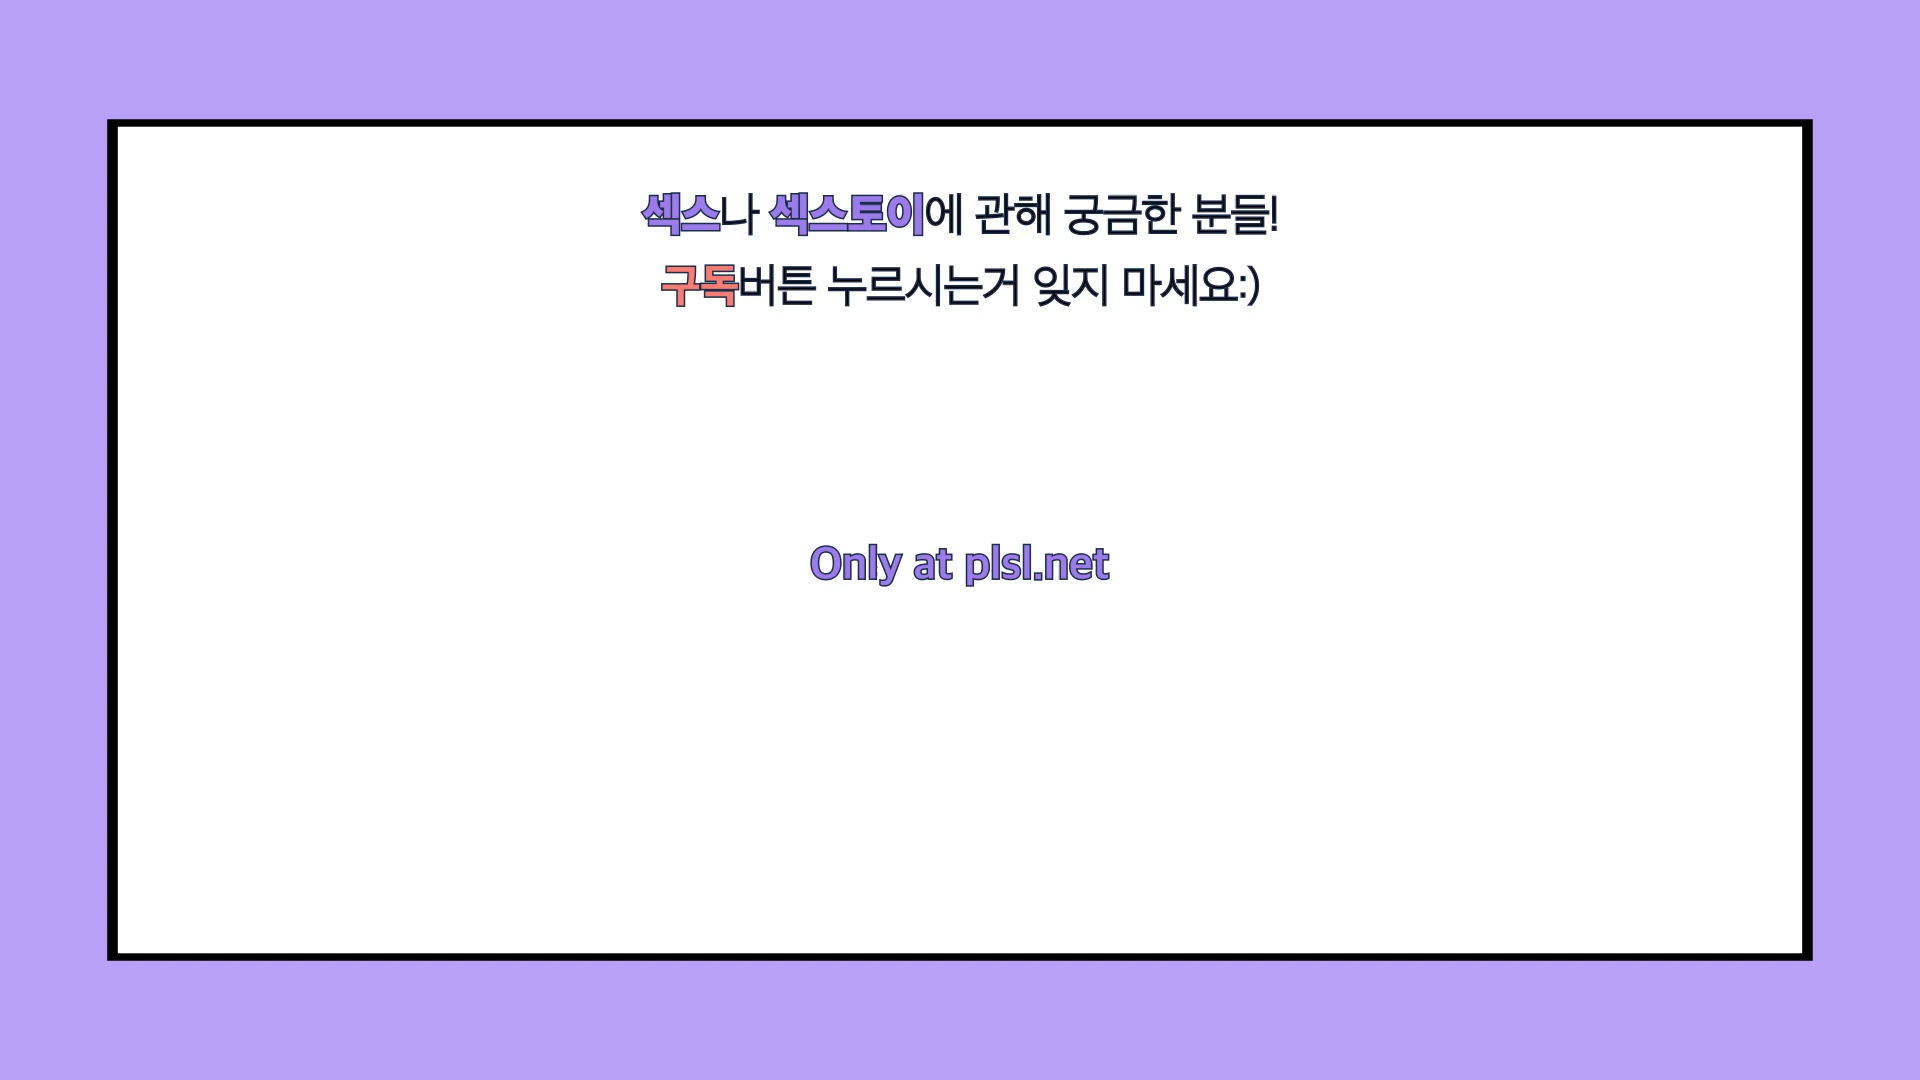 섹스나 섹스토이에 관해 궁금한 분들!
구독버튼 누르시는거 잊지 마세요:)
Only at plsl.net